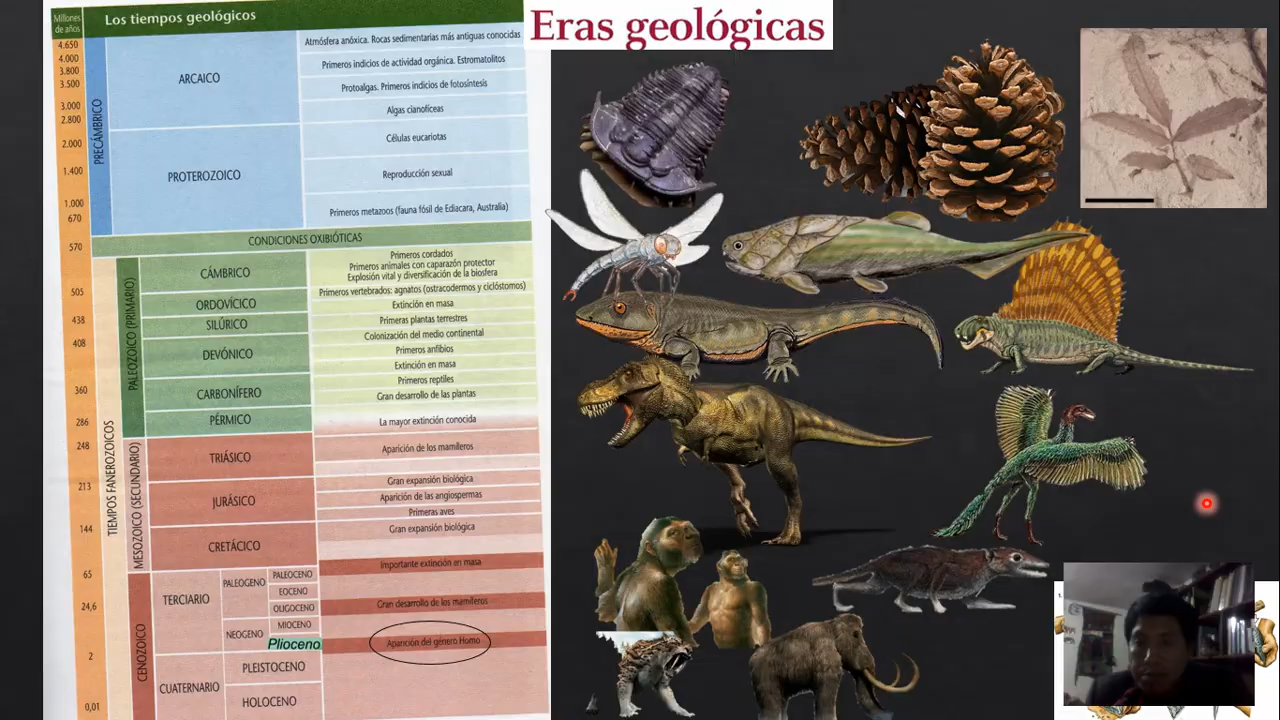 Millones
de años
Los tiempos geológicos
Eras geológicas
4.650
4.000
3.800
3.500
3.000
2.800
2.000
1.400
1.000
670
570
505
438
408
360
286
248
213
144
65
24,6
2
0,01
PRECÁMBRICO
ARCAICO
Atmósfera anóxica. Rocas sedimentarias más antiguas conocidas
Primeros indicios de actividad orgánica. Estromatolitos
Protoalgas. Primeros indicios de fotosíntesis
Algas cianofíceas
PROTEROZOICO
Células eucariotas
Reproducción sexual
Primeros metazoos (fauna fósil de Ediacara, Australia)
CONDICIONES OXIBIÓTICAS
TIEMPOS FANEROZOICOS
PALEOZOICO (PRIMARIO)
CÁMBRICO
Primeros cordados
Primeros animales con caparazón protector
Explosión vital y diversificación de la biosfera
ORDOVÍCICO
Primeros vertebrados: agnatos (ostracodermos y ciclóstomos)
Extinción en masa
SILÚRICO
Primeras plantas terrestres
Colonización del medio continental
DEVÓNICO
Primeros anfibios
Extinción en masa
CARBONÍFERO
Primeros reptiles
Gran desarrollo de las plantas
PÉRMICO
La mayor extinción conocida
MESOZOICO (SECUNDARIO)
TRIÁSICO
Aparición de los mamíferos
JURÁSICO
Gran expansión biológica
Aparición de las angiospermas
Primeras aves
CRETÁCICO
Gran expansión biológica
Importante extinción en masa
CENOZOICO
TERCIARIO
PALEOGENO
PALEOCENO
EOCENO
OLIGOCENO
Gran desarrollo de los mamíferos
NEOGENO
MIOCENO
Plioceno
Aparición del género Homo
CUATERNARIO
PLEISTOCENO
HOLOCENO
1.